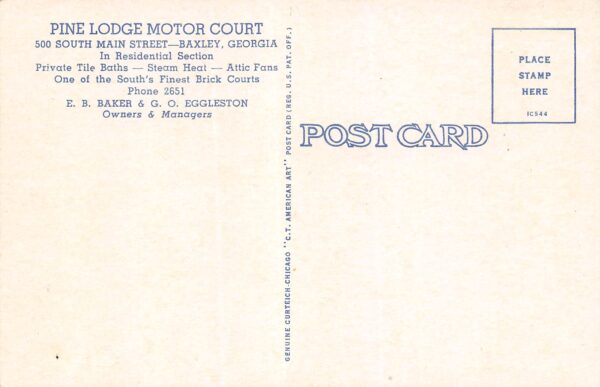 PINE LODGE MOTOR COURT
500 SOUTH MAIN STREET—BAXLEY, GEORGIA
In Residential Section
Private Tile Baths — Steam Heat — Attic Fans
One of the South's Finest Brick Courts
Phone 2651
E. B. BAKER & G. O. EGGLESTON
Owners & Managers
GENUINE CURTEICH-CHICAGO "C.T. AMERICAN ART" POST CARD (REG. U.S. PAT. OFF.)
POST CARD
PLACE
STAMP
HERE
1C544